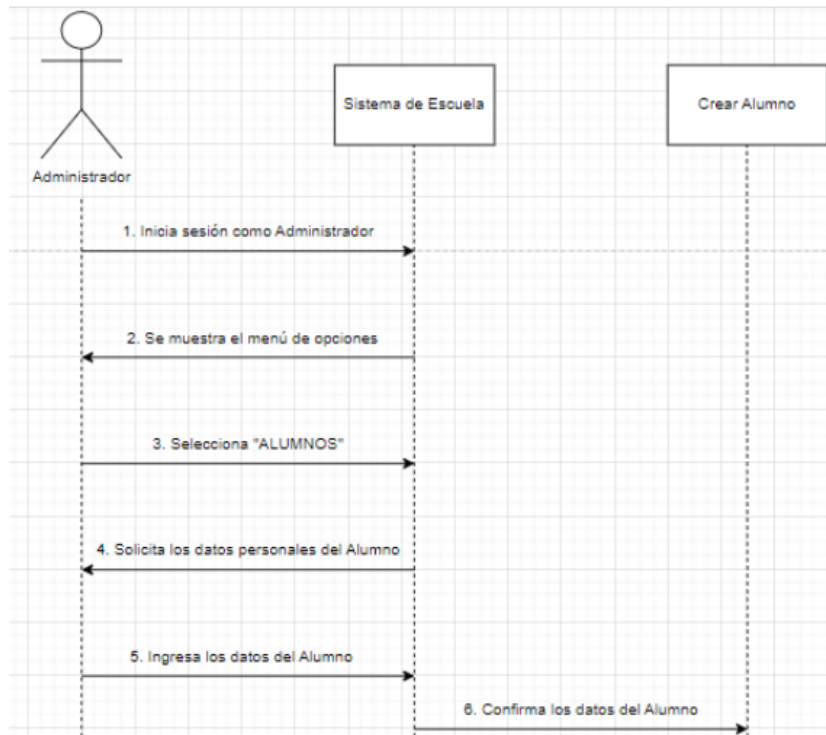 Sistema de Escuela
Crear Alumno
Administrador
1. Inicia sesión como Administrador
2. Se muestra el menú de opciones
3. Selecciona "ALUMNOS"
4. Solicita los datos personales del Alumno
5. Ingresa los datos del Alumno
6. Confirma los datos del Alumno